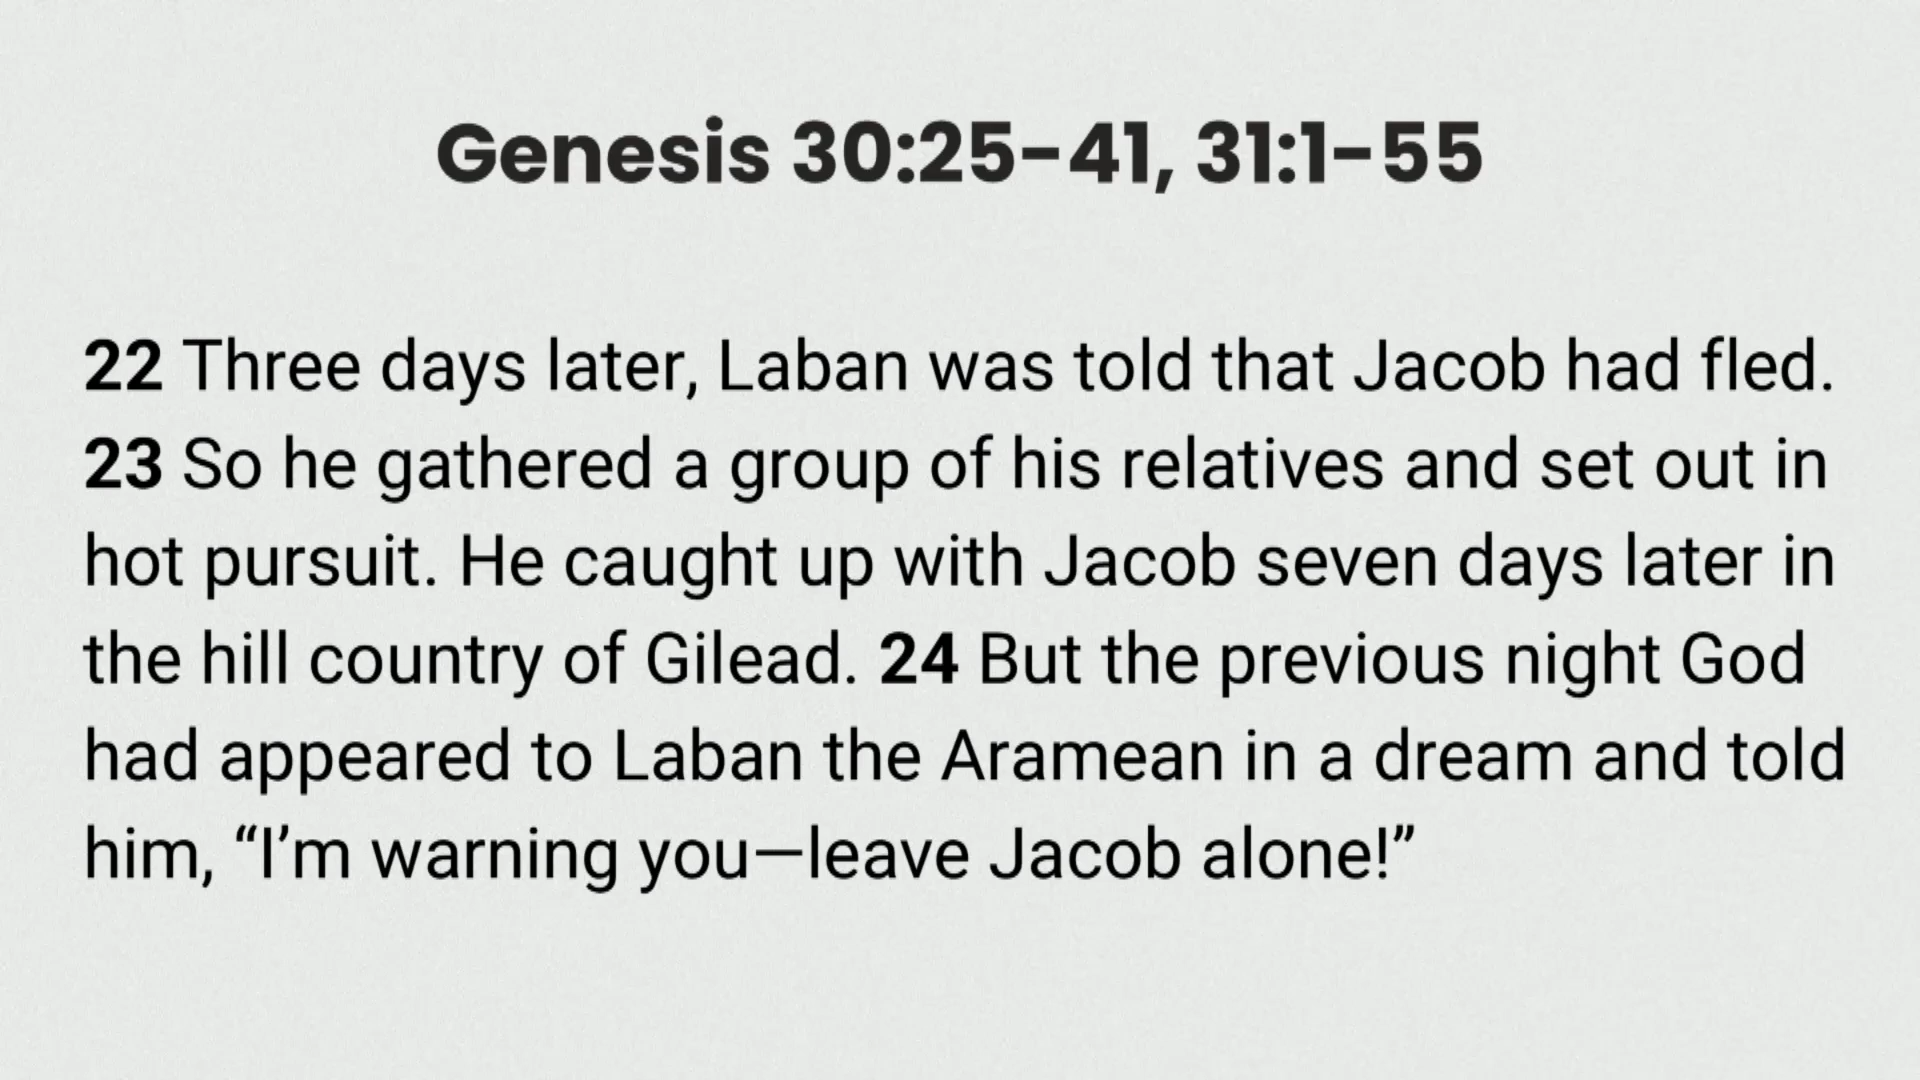 Genesis 30:25–41, 31:1–55
22 Three days later, Laban was told that Jacob had fled.
23 So he gathered a group of his relatives and set out in
hot pursuit. He caught up with Jacob seven days later in
the hill country of Gilead. 24 But the previous night God
had appeared to Laban the Aramean in a dream and told
him, “I’m warning you—leave Jacob alone!”